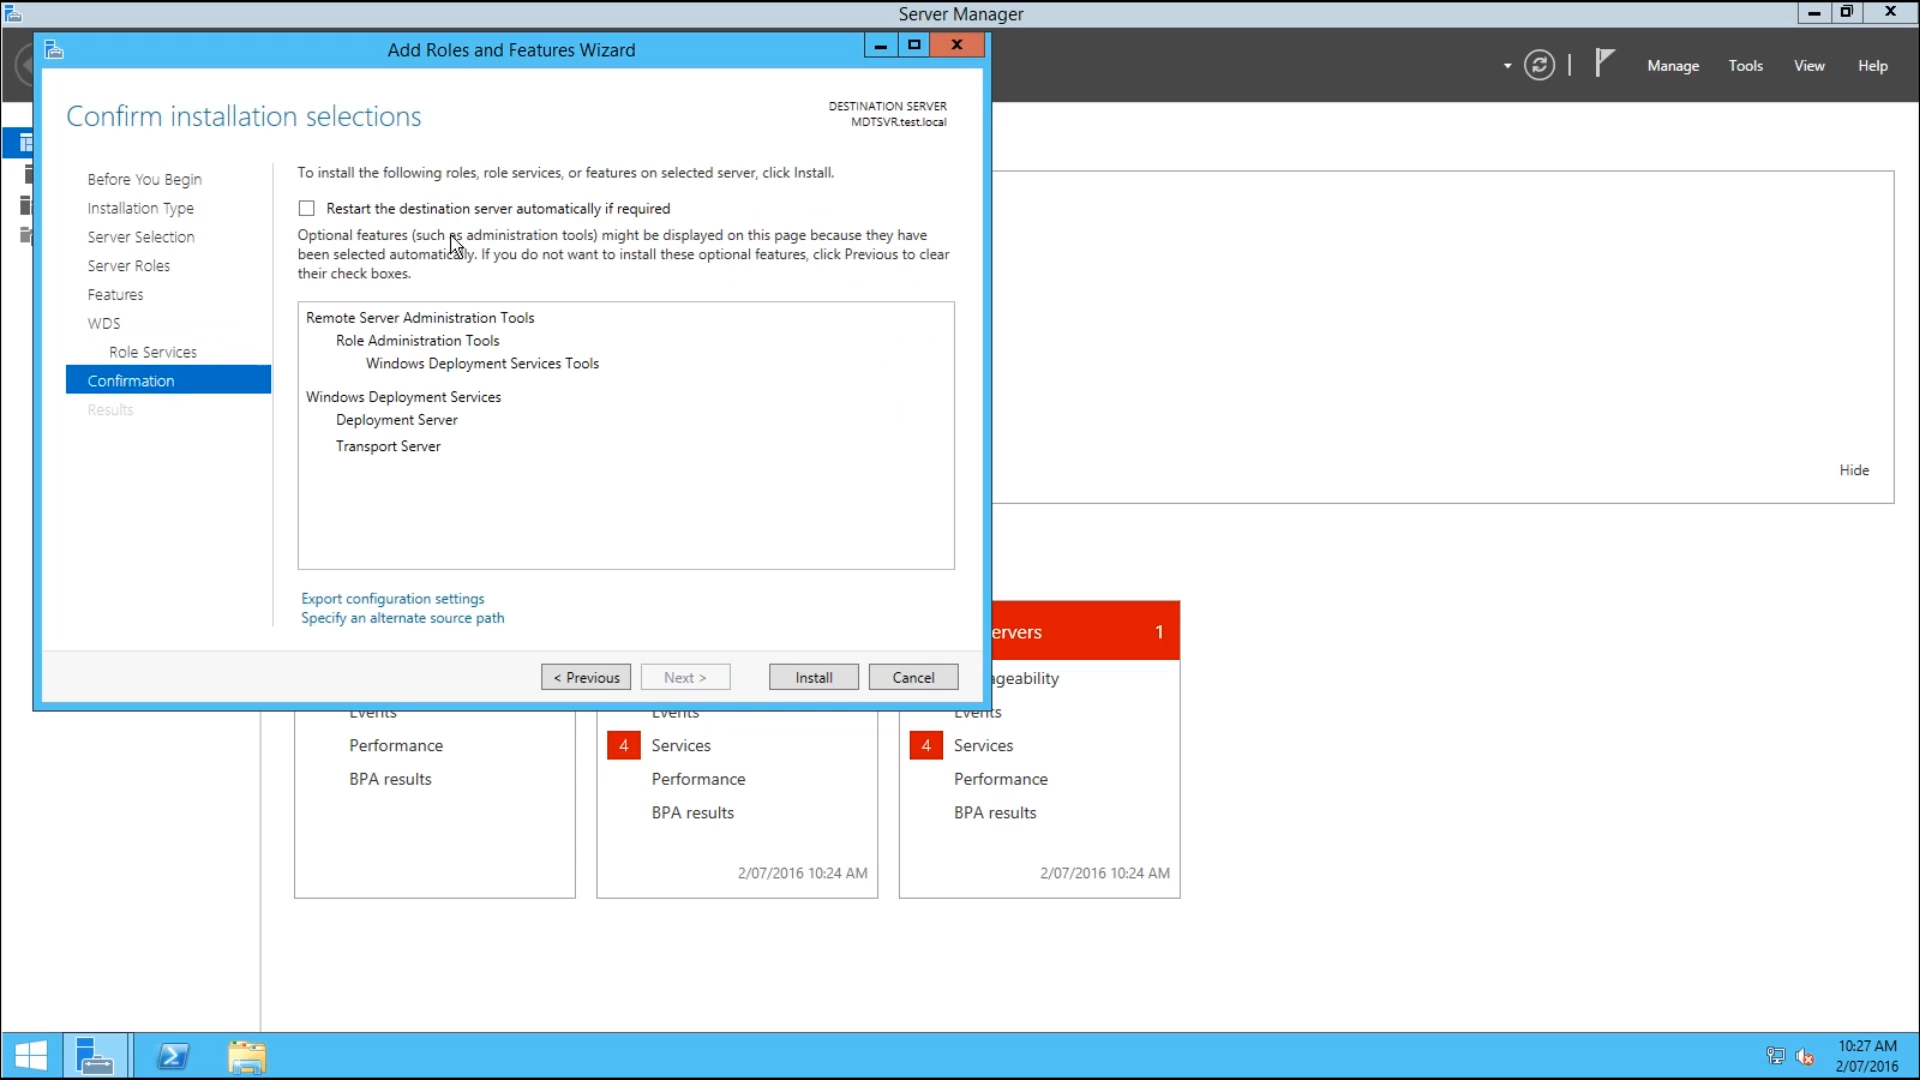 Server Manager
Add Roles and Features Wizard
Manage
Tools
View
Help
Confirm installation selections
DESTINATION SERVER
MDTSVR.test.local
Before You Begin
Installation Type
Server Selection
Server Roles
Features
WDS
Role Services
Confirmation
Results
To install the following roles, role services, or features on selected server, click Install.
Restart the destination server automatically if required
Optional features (such as administration tools) might be displayed on this page because they have
been selected automatically. If you do not want to install these optional features, click Previous to clear
their check boxes.
Remote Server Administration Tools
Role Administration Tools
Windows Deployment Services Tools
Windows Deployment Services
Deployment Server
Transport Server
Export configuration settings
Specify an alternate source path
< Previous
Next >
Install
Cancel
Hide
ervers 1
ageability
Events
Performance
BPA results
Events
4 Services
Performance
BPA results
2/07/2016 10:24 AM
Events
4 Services
Performance
BPA results
2/07/2016 10:24 AM
10:27 AM
2/07/2016